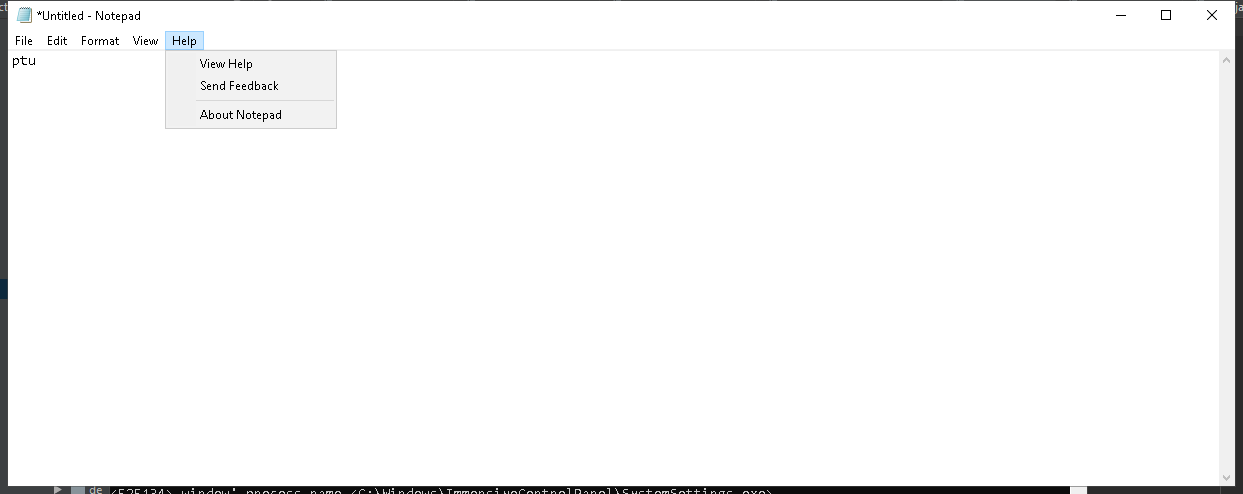 *Untitled - Notepad
File Edit Format View Help
ptu
View Help
Send Feedback
About Notepad
de <525134> window' process name <C:\Windows\ImmersiveControlPanel\SystemSettings.exe>